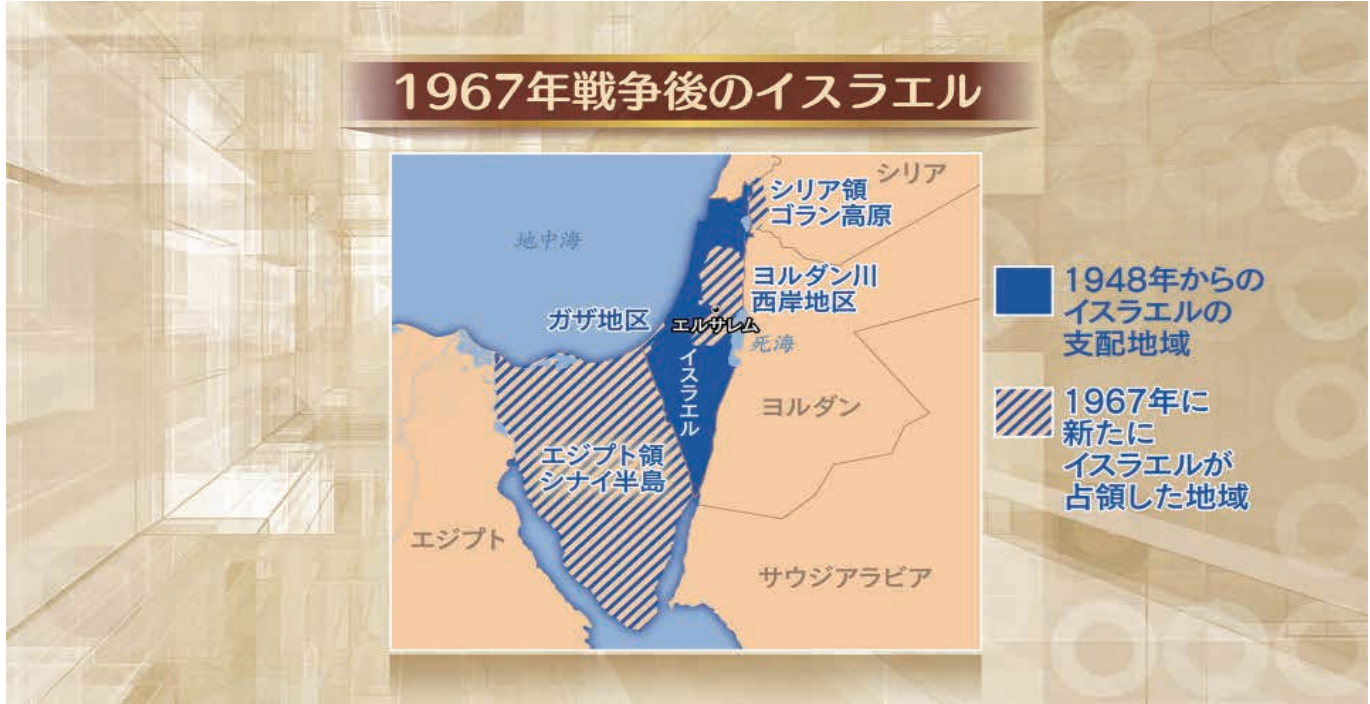 1967年戦争後のイスラエル
シリア
シリア領
ゴラン高原
地中海
ヨルダン川
西岸地区
ガザ地区
エルサレム
死海
イスラエル
ヨルダン
エジプト領
シナイ半島
エジプト
サウジアラビア
1948年からの
イスラエルの
支配地域
1967年に
新たに
イスラエルが
占領した地域